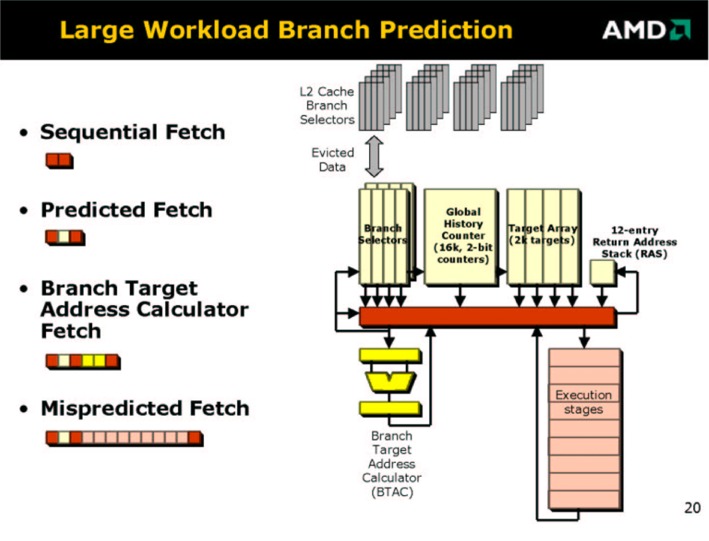 Large Workload Branch Prediction
AMD
L2 Cache
Branch
Selectors
Evicted
Data
• Sequential Fetch
• Predicted Fetch
• Branch Target
Address Calculator
Fetch
• Mispredicted Fetch
Branch
Selectors
Global
History
Counter
(16k, 2-bit
counters)
Target Array
(2k targets)
12-entry
Return Address
Stack (RAS)
Execution
stages
Branch
Target
Address
Calculator
(BTAC)
20